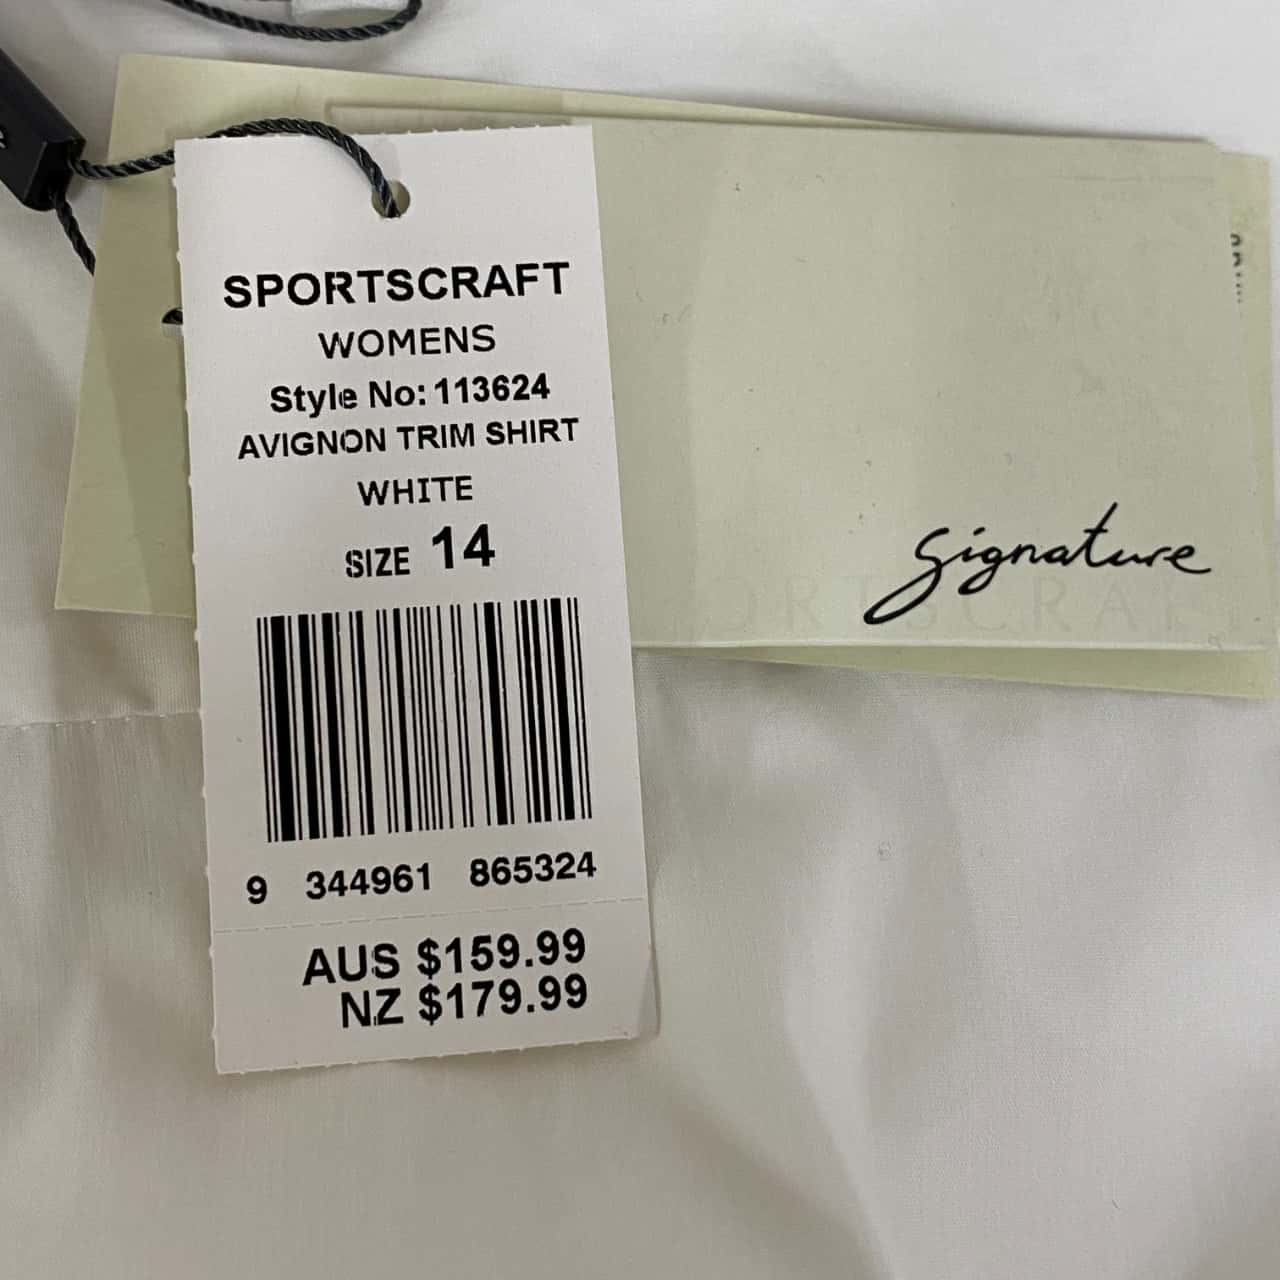 SPORTSCRAFT
WOMENS
Style No: 113624
AVIGNON TRIM SHIRT
WHITE
SIZE 14
9 344961 865324
AUS $159.99
NZ $179.99
Signature